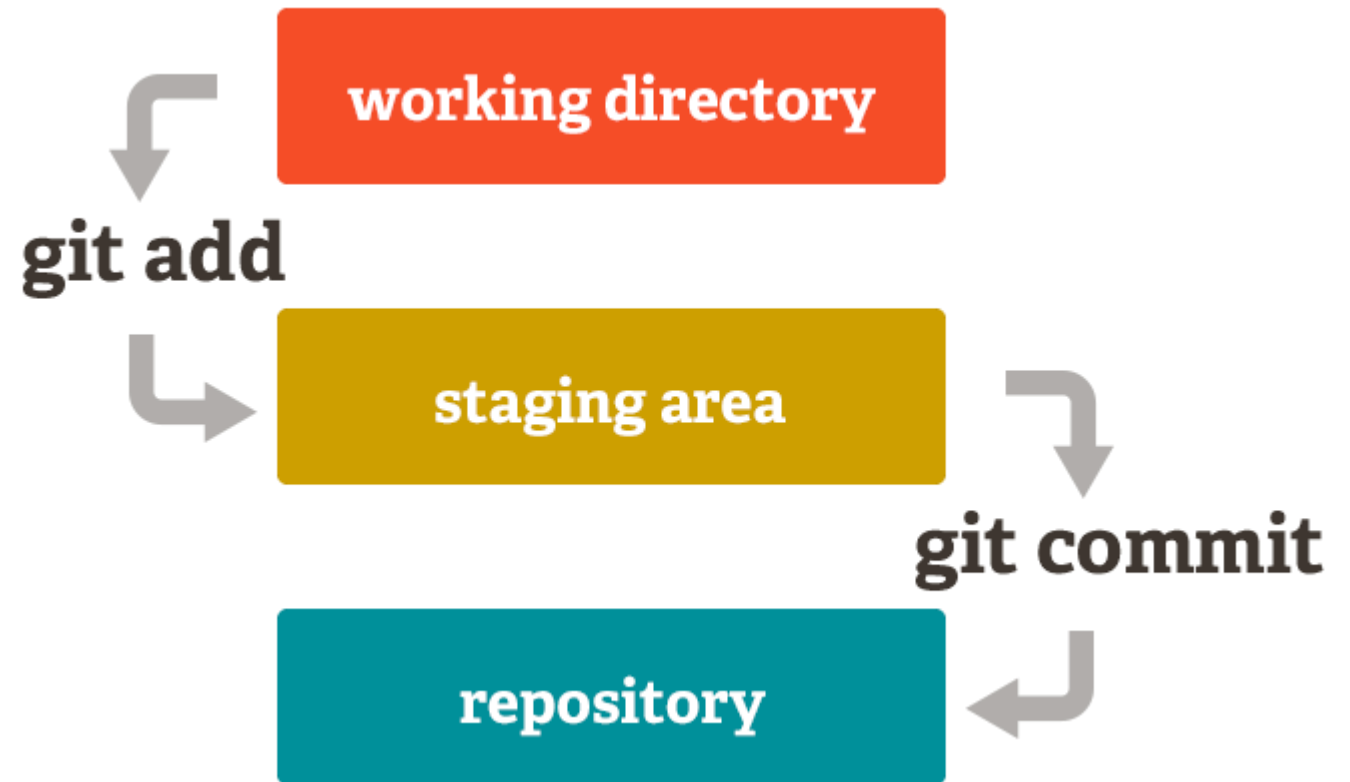 working directory
git add
staging area
git commit
repository